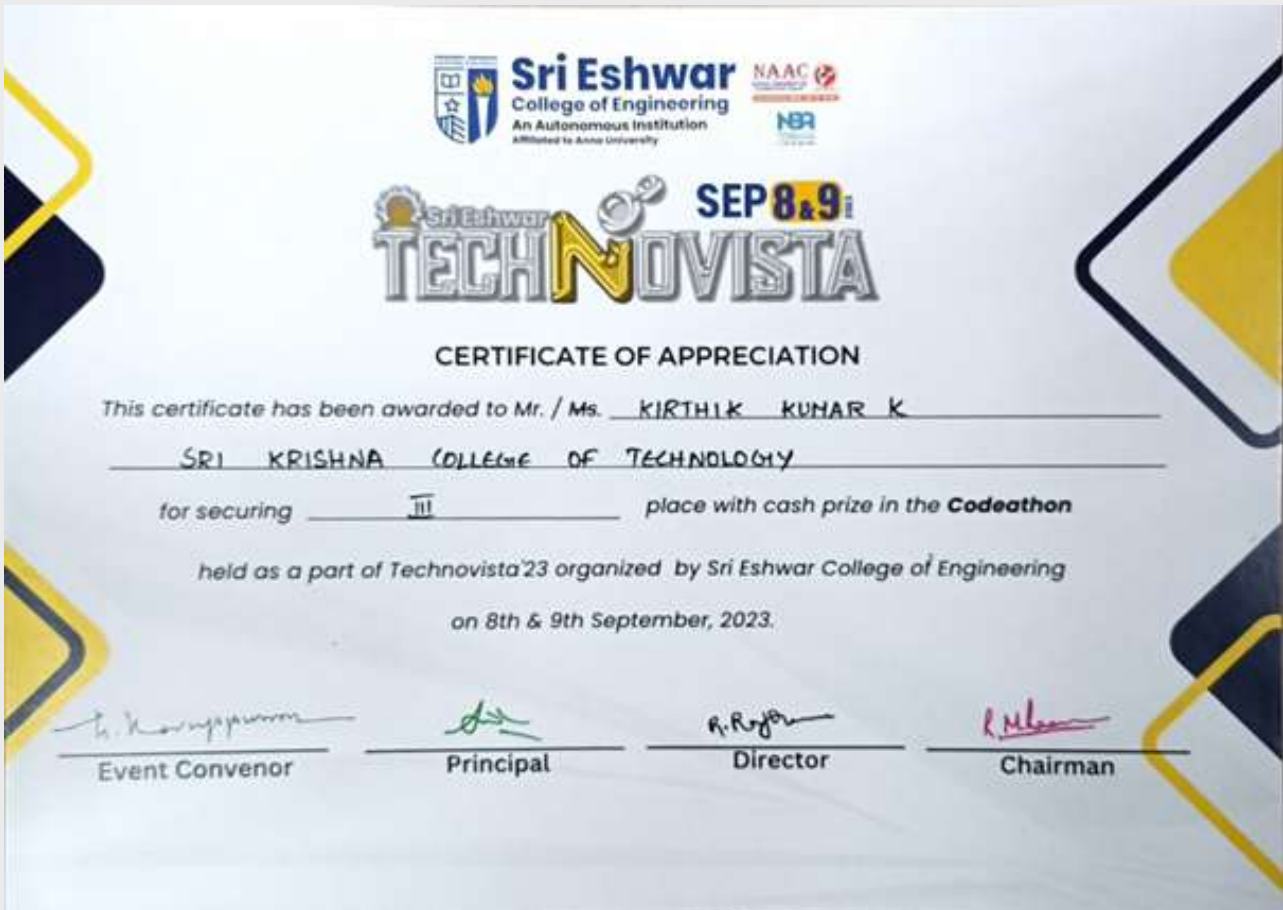 Sri Eshwar
College of Engineering
An Autonomous Institution
Affiliated to Anna University
NAAC
NBA
SEP 8 & 9
Sri Eshwar
TECHNOVISTA
CERTIFICATE OF APPRECIATION
This certificate has been awarded to Mr. / Ms. KIRTHIK KUMAR K
SRI KRISHNA COLLEGE OF TECHNOLOGY
for securing III place with cash prize in the Codeathon
held as a part of Technovista'23 organized by Sri Eshwar College of Engineering
on 8th & 9th September, 2023.
Event Convenor
Principal
Director
Chairman